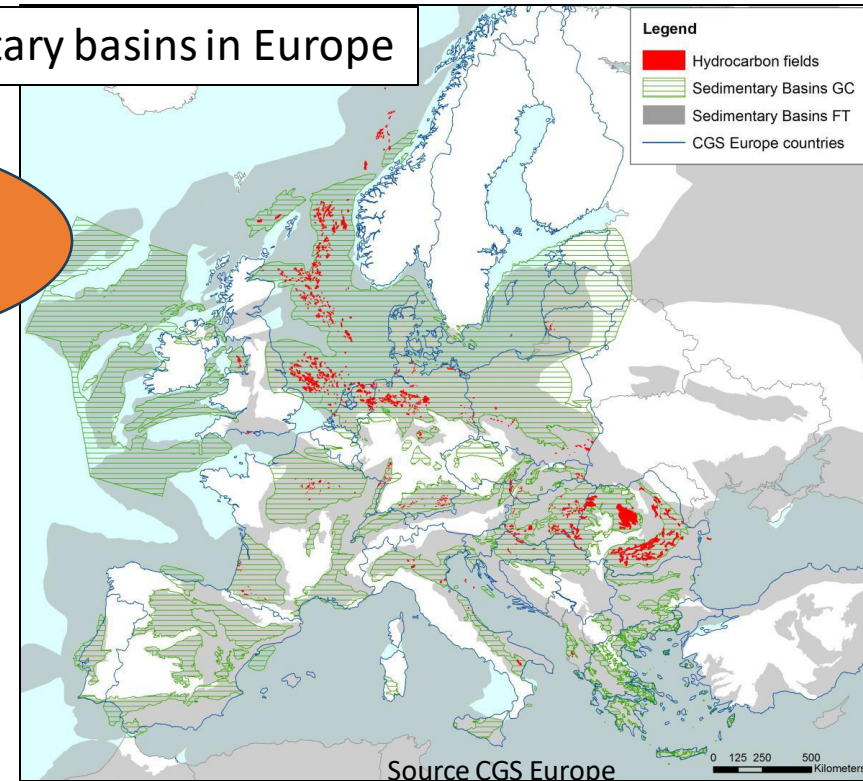 tary basins in Europe
Legend
Hydrocarbon fields
Sedimentary Basins GC
Sedimentary Basins FT
CGS Europe countries
Source CGS Europe
0 125 250 500
Kilometers